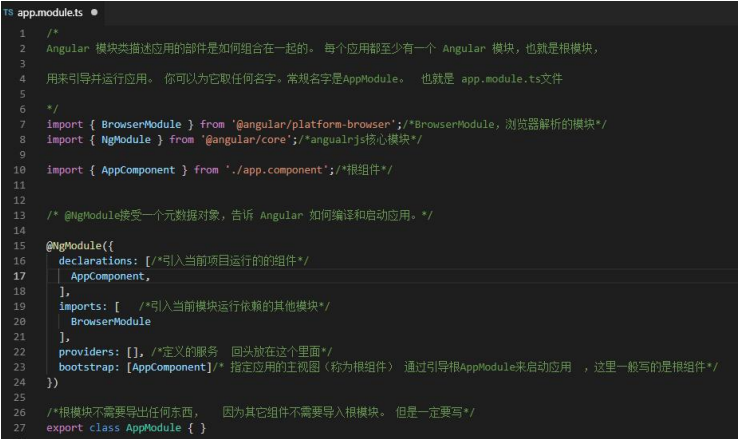 TS app.module.ts ●
1 /*
2 Angular 模块类描述应用的部件是如何组合在一起的。 每个应用都至少有一个 Angular 模块，也就是根模块，
3
4 用来引导并运行应用。 你可以为它取任何名字。常规名字是AppModule。 也就是 app.module.ts文件
5
6 */
7 import { BrowserModule } from '@angular/platform-browser';/*BrowserModule，浏览器解析的模块*/
8 import { NgModule } from '@angular/core';/*angualrjs核心模块*/
9
10 import { AppComponent } from './app.component';/*根组件*/
11
12
13 /* @NgModule接受一个元数据对象，告诉 Angular 如何编译和启动应用。*/
14
15 @NgModule({
16 declarations: [/*引入当前项目运行的的组件*/
17 AppComponent,
18 ],
19 imports: [ /*引入当前模块运行依赖的其他模块*/
20 BrowserModule
21 ],
22 providers: [], /*定义的服务 回头放在这个里面*/
23 bootstrap: [AppComponent]/* 指定应用的主视图（称为根组件） 通过引导根AppModule来启动应用 ，这里一般写的是根组件*/
24 })
25
26 /*根模块不需要导出任何东西， 因为其它组件不需要导入根模块。 但是一定要写*/
27 export class AppModule { }